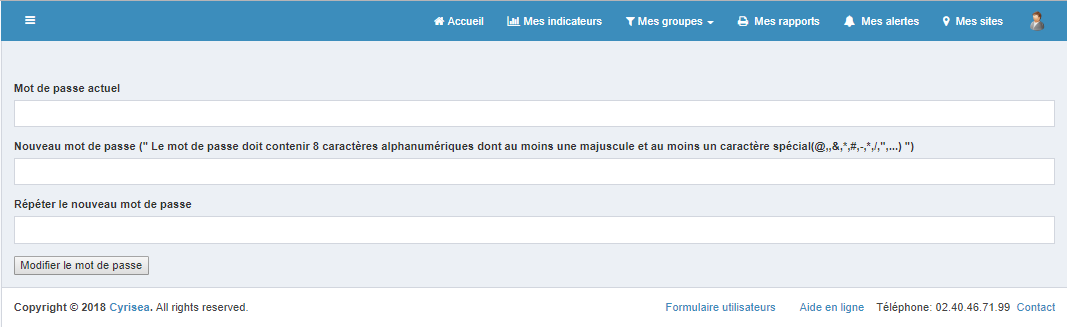 Accueil Mes indicateurs Mes groupes Mes rapports Mes alertes Mes sites
Mot de passe actuel
Nouveau mot de passe (" Le mot de passe doit contenir 8 caractères alphanumériques dont au moins une majuscule et au moins un caractère spécial(@,,&,*,#,-,*,/,",...) ")
Répéter le nouveau mot de passe
Modifier le mot de passe
Copyright © 2018 Cyrisea. All rights reserved. Formulaire utilisateurs Aide en ligne Téléphone: 02.40.46.71.99 Contact